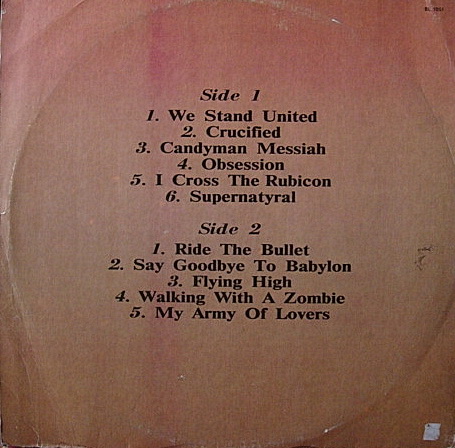 Side 1
1. We Stand United
2. Crucified
3. Candyman Messiah
4. Obsession
5. I Cross The Rubicon
6. Supernatyral
Side 2
1. Ride The Bullet
2. Say Goodbye To Babylon
3. Flying High
4. Walking With A Zombie
5. My Army Of Lovers